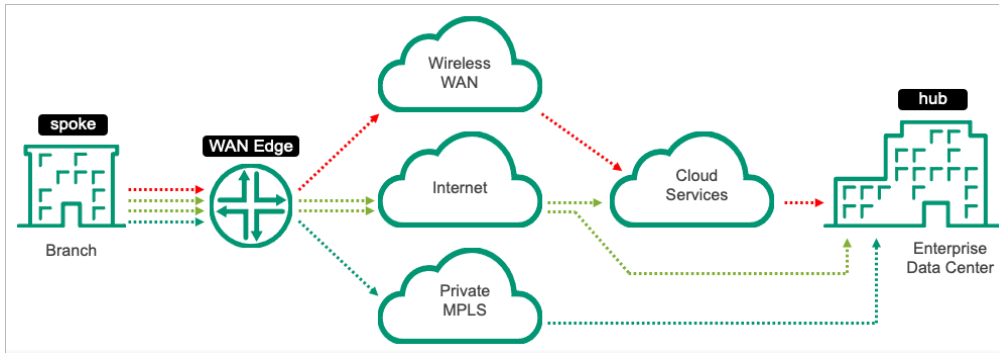 spoke
Branch
WAN Edge
Wireless
WAN
Internet
Private
MPLS
Cloud
Services
hub
Enterprise
Data Center